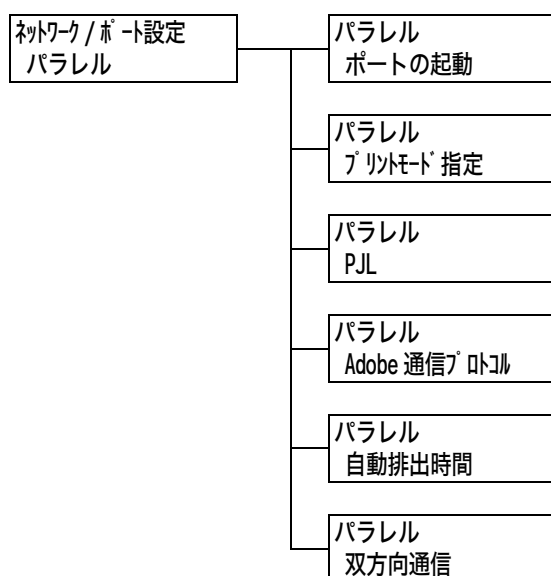 ﾈｯﾄﾜｰｸ / ﾎﾟｰﾄ設定
パラレル
パラレル
ポートの起動
パラレル
ﾌﾟﾘﾝﾄﾓｰﾄﾞ指定
パラレル
PJL
パラレル
Adobe 通信ﾌﾟﾛﾄｺﾙ
パラレル
自動排出時間
パラレル
双方向通信